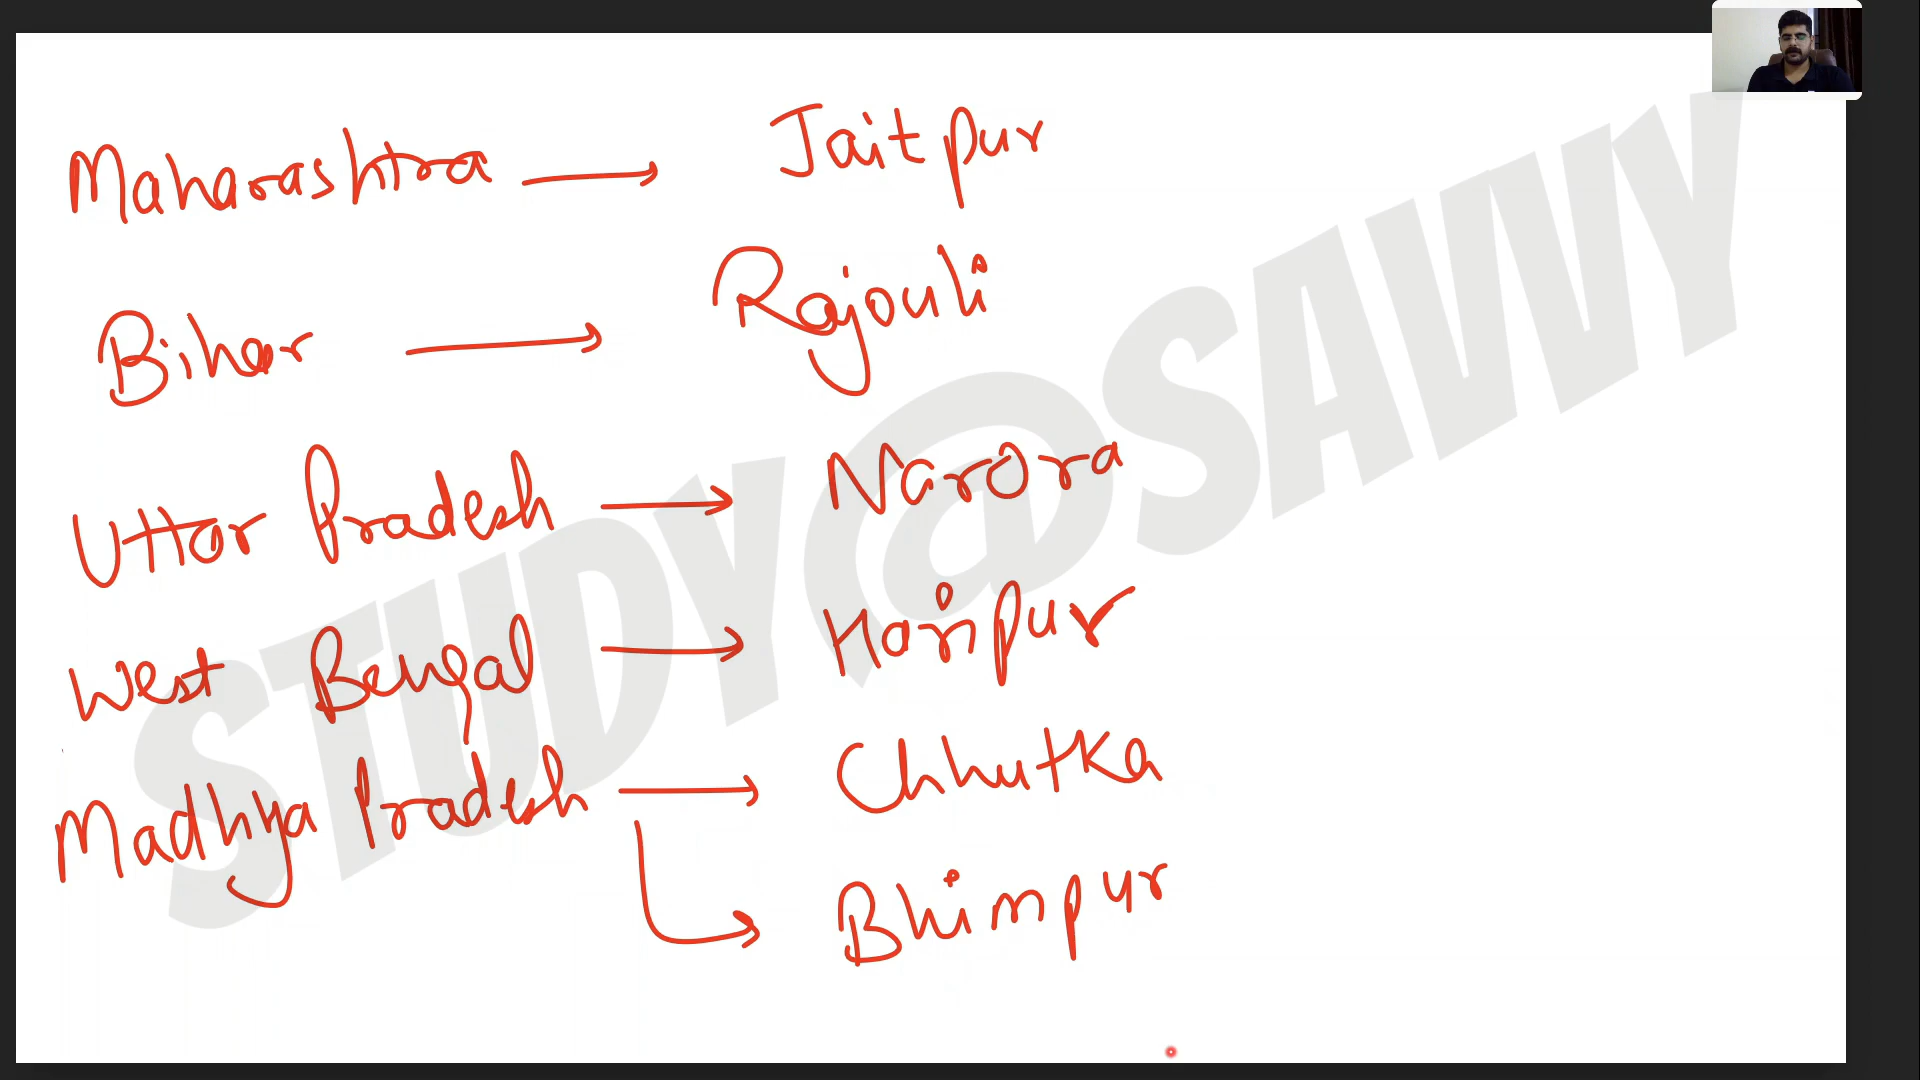 Maharashtra → Jaitpur
Bihar → Rajouli
Uttar Pradesh → Narora
West Bengal → Haripur
Madhya Pradesh → Chhutka
Bhimpur
STUDY@SAVVY